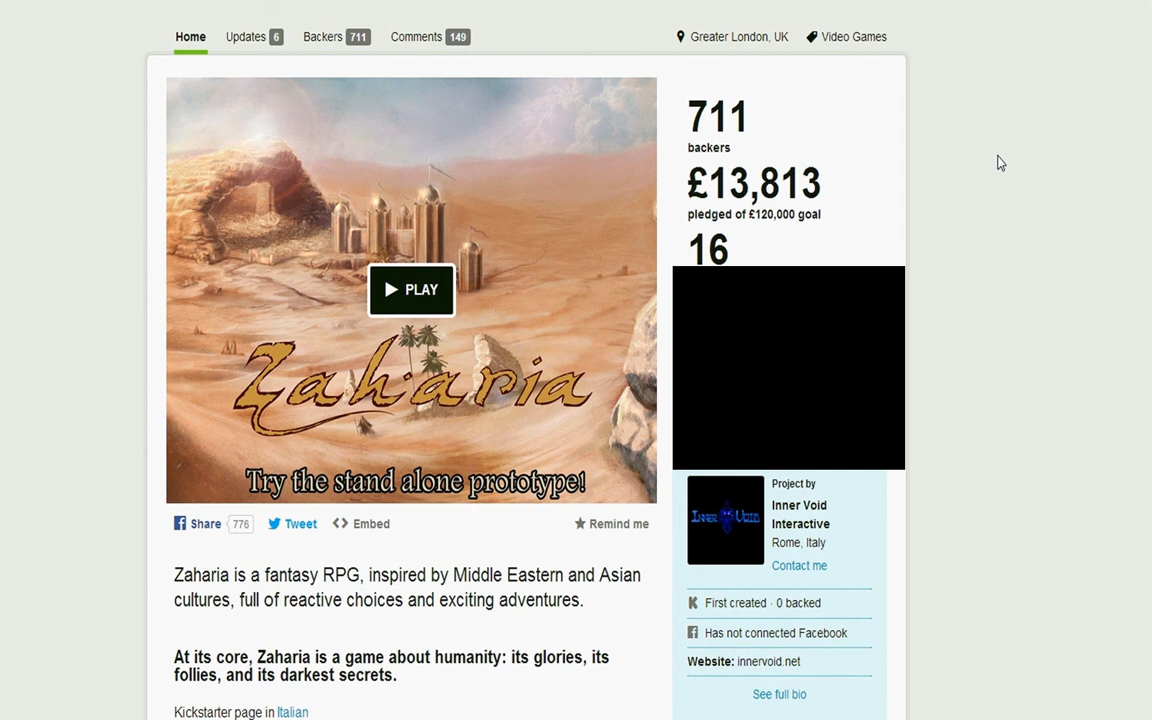 Home Updates 6 Backers 711 Comments 149 Greater London, UK Video Games
711
backers
£13,813
pledged of £120,000 goal
16
PLAY
Zaharia
Try the stand alone prototype!
Share 776 Tweet Embed Remind me
Zaharia is a fantasy RPG, inspired by Middle Eastern and Asian
cultures, full of reactive choices and exciting adventures.
At its core, Zaharia is a game about humanity: its glories, its
follies, and its darkest secrets.
Kickstarter page in Italian
INNER VOID
Project by
Inner Void
Interactive
Rome, Italy
Contact me
First created · 0 backed
Has not connected Facebook
Website: innervoid.net
See full bio